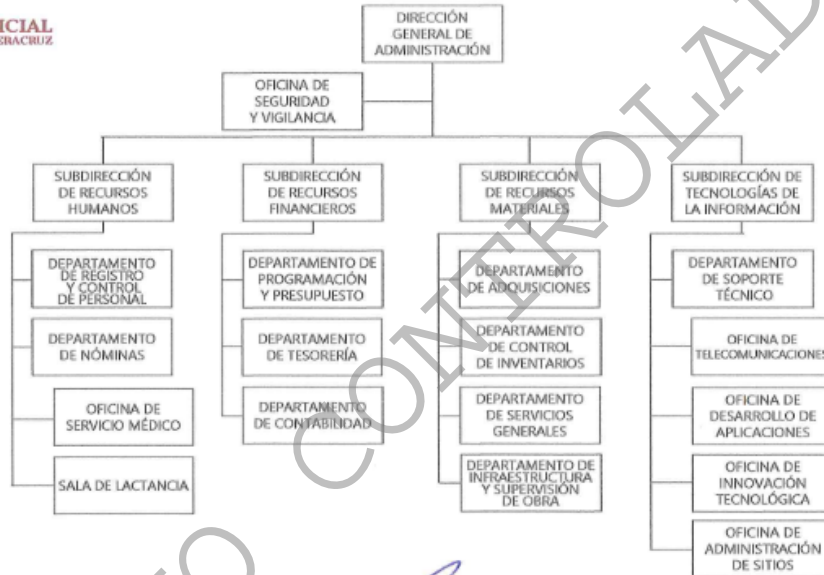 ICIAL
ERACRUZ
DIRECCIÓN
GENERAL DE
ADMINISTRACIÓN
OFICINA DE
SEGURIDAD
Y VIGILANCIA
SUBDIRECCIÓN
DE RECURSOS
HUMANOS
SUBDIRECCIÓN
DE RECURSOS
FINANCIEROS
SUBDIRECCIÓN
DE RECURSOS
MATERIALES
SUBDIRECCIÓN DE
TECNOLOGÍAS DE
LA INFORMACIÓN
DEPARTAMENTO
DE REGISTRO
Y CONTROL
DE PERSONAL
DEPARTAMENTO
DE NÓMINAS
OFICINA DE
SERVICIO MÉDICO
SALA DE LACTANCIA
DEPARTAMENTO DE
PROGRAMACIÓN
Y PRESUPUESTO
DEPARTAMENTO
DE TESORERÍA
DEPARTAMENTO
DE CONTABILIDAD
DEPARTAMENTO
DE ADQUISICIONES
DEPARTAMENTO
DE CONTROL
DE INVENTARIOS
DEPARTAMENTO
DE SERVICIOS
GENERALES
DEPARTAMENTO DE
INFRAESTRUCTURA
Y SUPERVISIÓN
DE OBRA
DEPARTAMENTO
DE SOPORTE
TÉCNICO
OFICINA DE
TELECOMUNICACIONES
OFICINA DE
DESARROLLO DE
APLICACIONES
OFICINA DE
INNOVACIÓN
TECNOLÓGICA
OFICINA DE
ADMINISTRACIÓN
DE SITIOS
TO CONTROLAD